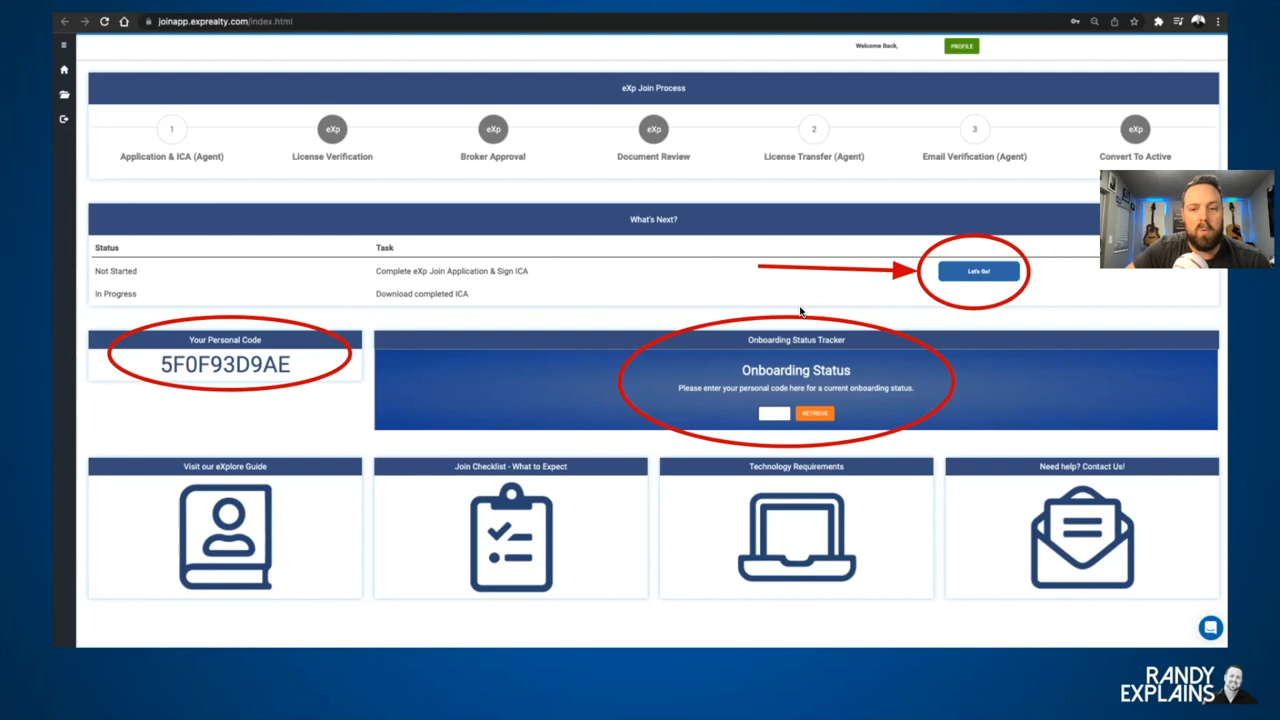 joinapp.exprealty.com/index.html
Welcome Back,
PROFILE
eXp Join Process
1
eXp
eXp
eXp
2
3
eXp
Application & ICA (Agent)
License Verification
Broker Approval
Document Review
License Transfer (Agent)
Email Verification (Agent)
Convert To Active
What's Next?
Status
Task
Not Started
Complete eXp Join Application & Sign ICA
Let's Go!
In Progress
Download completed ICA
Your Personal Code
5F0F93D9AE
Onboarding Status Tracker
Onboarding Status
Please enter your personal code here for a current onboarding status.
RETRIEVE
Visit our eXplore Guide
Join Checklist - What to Expect
Technology Requirements
Need help? Contact Us!
RANDY
EXPLAINS